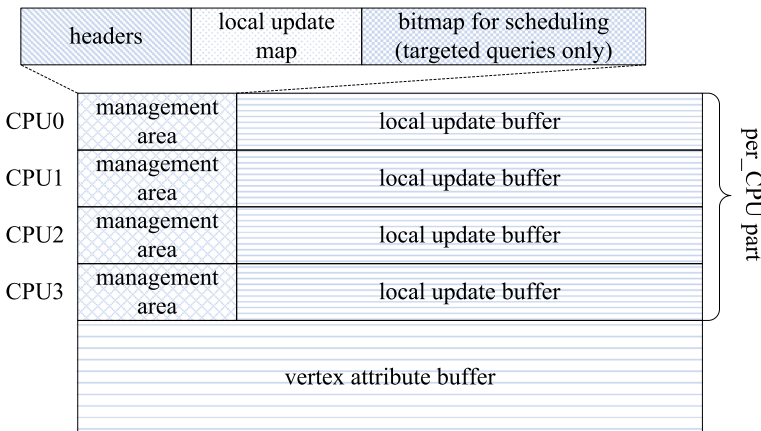 headers
local update
map
bitmap for scheduling
(targeted queries only)
CPU0
management
area
local update buffer
CPU1
management
area
local update buffer
CPU2
management
area
local update buffer
CPU3
management
area
local update buffer
per_CPU part
vertex attribute buffer